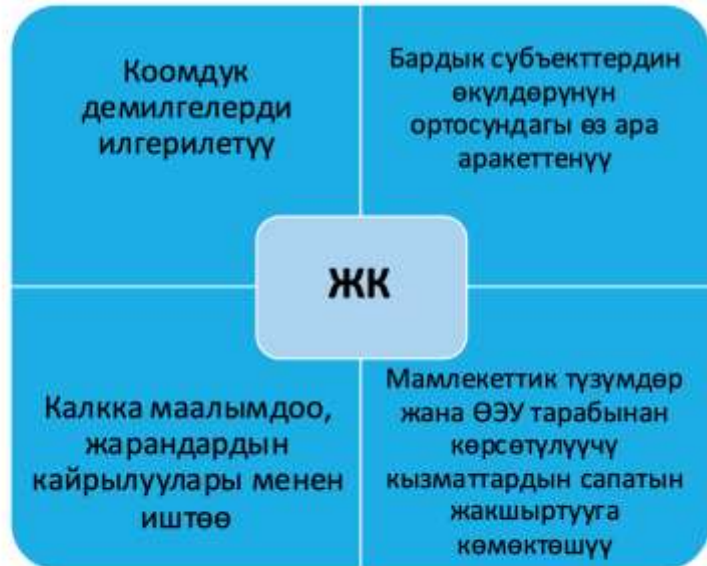 Коомдук
демилгелерди
илгерилетүү
Бардык субъекттердин
өкүлдөрүнүн
ортосундагы өз ара
аракеттенүү
ЖК
Калкка маалымдоо,
жарандардын
кайрылуулары менен
иштөө
Мамлекеттик түзүмдөр
жана ӨЭУ тарабынан
көрсөтүлүүчү
кызматтардын сапатын
жакшыртууга
көмөктөшүү